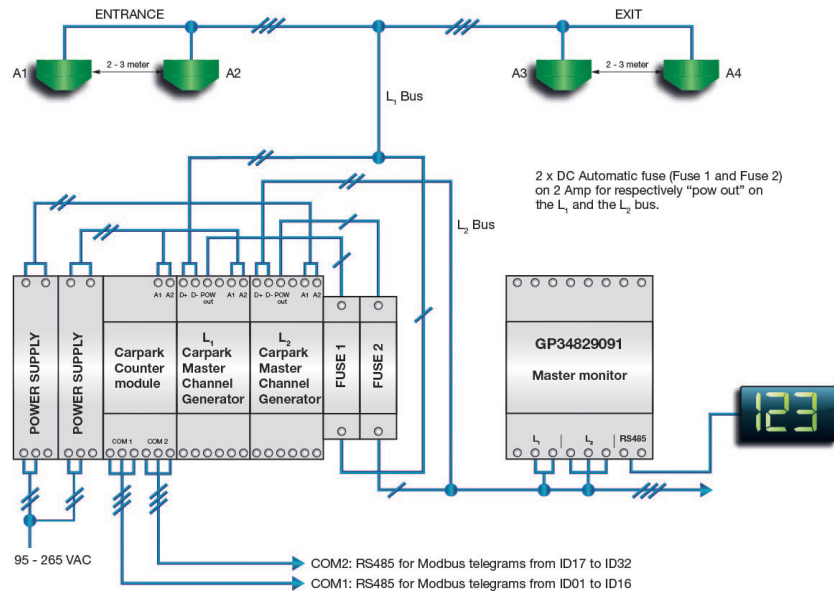 ENTRANCE
EXIT
A1
2 - 3 meter
A2
A3
2 - 3 meter
A4
L1 Bus
2 x DC Automatic fuse (Fuse 1 and Fuse 2)
on 2 Amp for respectively “pow out” on
the L1 and the L2 bus.
L2 Bus
POWER SUPPLY
POWER SUPPLY
A1 A2
Carpark
Counter
module
COM 1
COM 2
D+ D- POW out A1 A2
L1
Carpark
Master
Channel
Generator
D+ D- POW out A1 A2
L2
Carpark
Master
Channel
Generator
FUSE 1
FUSE 2
GP34829091
Master monitor
L1
L2
RS485
123
95 - 265 VAC
COM2: RS485 for Modbus telegrams from ID17 to ID32
COM1: RS485 for Modbus telegrams from ID01 to ID16